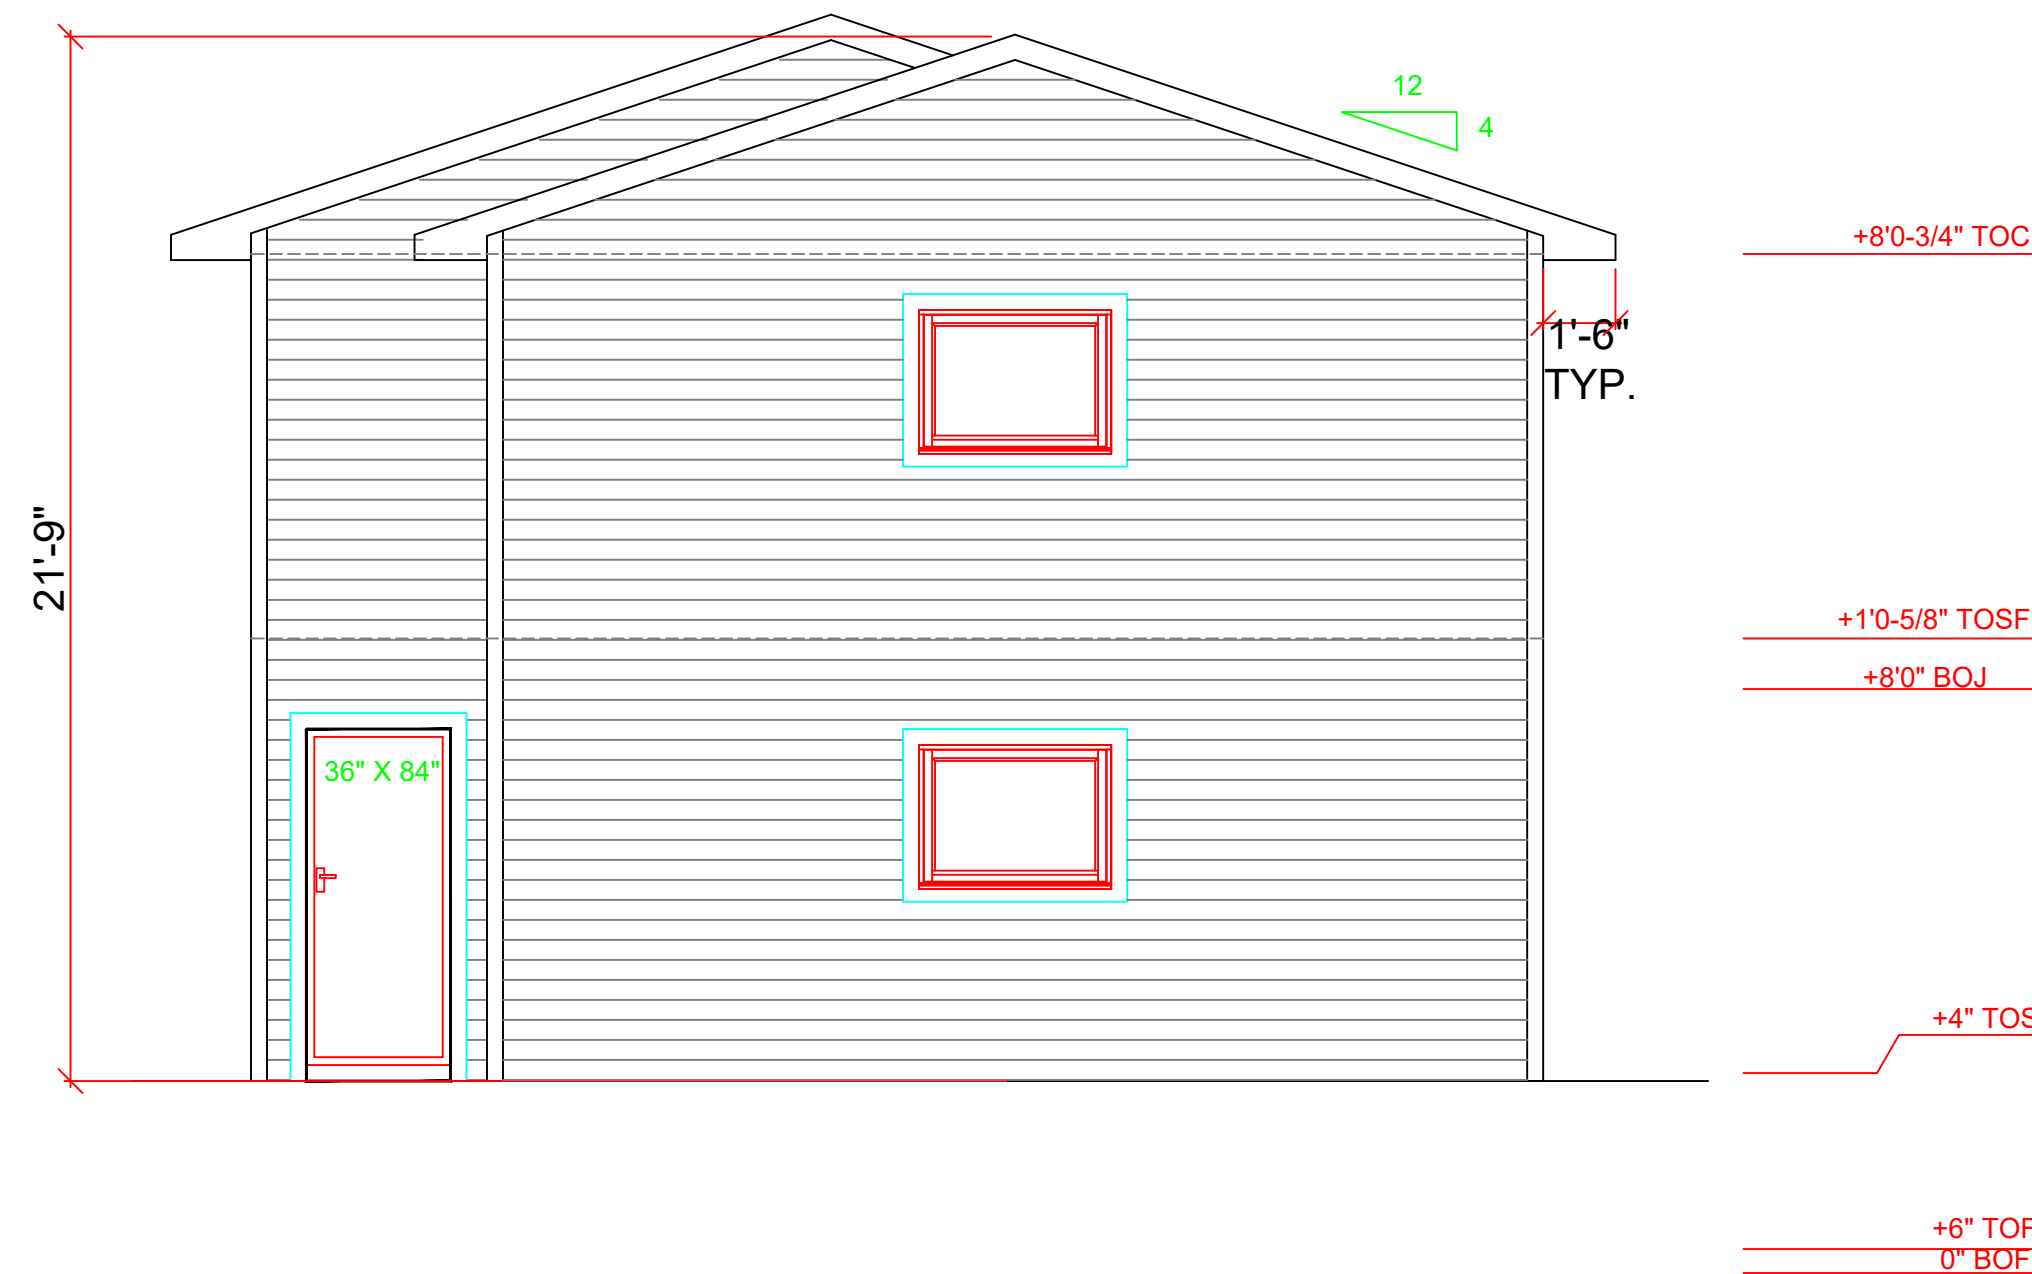 12
4
+8'0-3/4" TOC
1'-6"
TYP.
21'-9"
+1'0-5/8" TOSF
+8'0" BOJ
36" X 84"
+4" TOS
+6" TOF
0" BOF